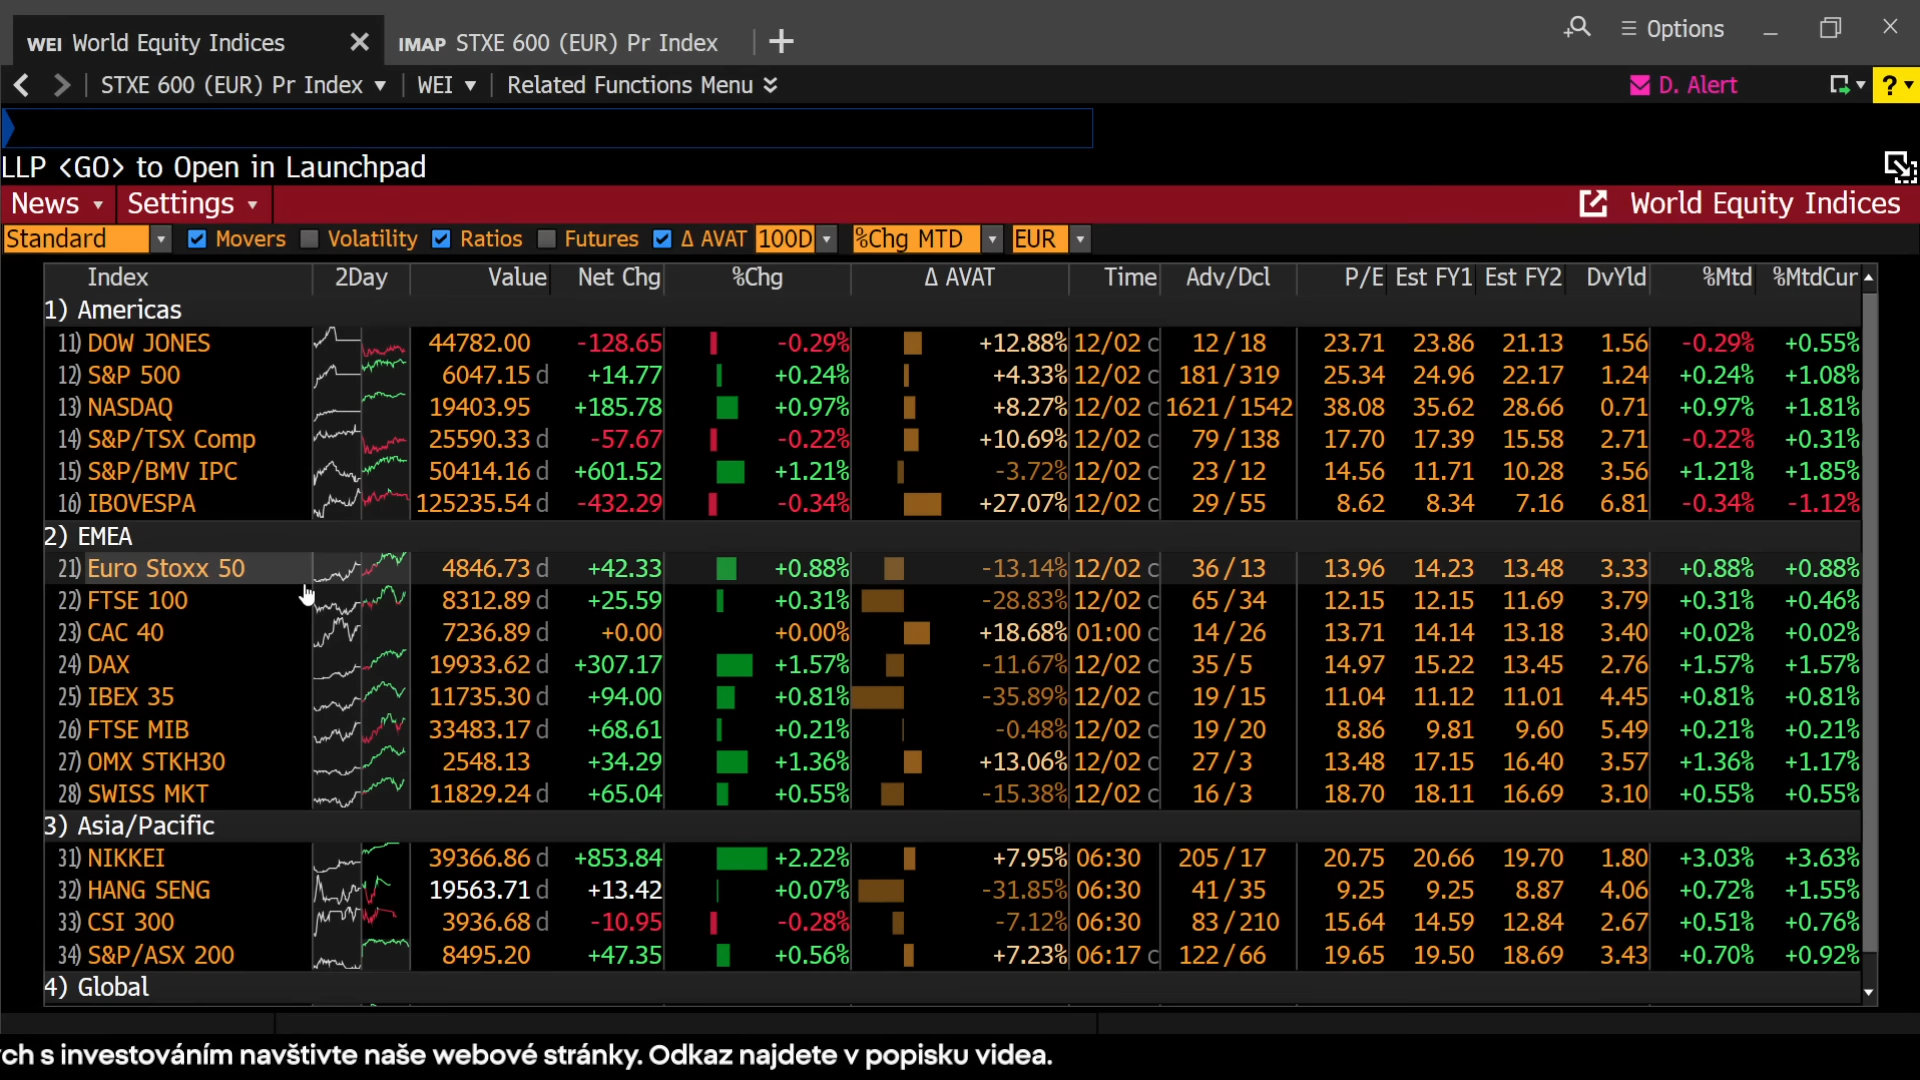 WEI World Equity Indices × IMAP STXE 600 (EUR) Pr Index + Options
STXE 600 (EUR) Pr Index WEI Related Functions Menu D. Alert ?
LLP <GO> to Open in Launchpad
News Settings World Equity Indices
Standard Movers Volatility Ratios Futures Δ AVAT 100D %Chg MTD EUR
Index 2Day Value Net Chg %Chg Δ AVAT Time Adv/Dcl P/E Est FY1 Est FY2 DvYld %Mtd %MtdCur
1) Americas
11) DOW JONES 44782.00 -128.65 -0.29% +12.88% 12/02 c 12/18 23.71 23.86 21.13 1.56 -0.29% +0.55%
12) S&P 500 6047.15 d +14.77 +0.24% +4.33% 12/02 c 181/319 25.34 24.96 22.17 1.24 +0.24% +1.08%
13) NASDAQ 19403.95 +185.78 +0.97% +8.27% 12/02 c 1621/1542 38.08 35.62 28.66 0.71 +0.97% +1.81%
14) S&P/TSX Comp 25590.33 d -57.67 -0.22% +10.69% 12/02 c 79/138 17.70 17.39 15.58 2.71 -0.22% +0.31%
15) S&P/BMV IPC 50414.16 d +601.52 +1.21% -3.72% 12/02 c 23/12 14.56 11.71 10.28 3.56 +1.21% +1.85%
16) IBOVESPA 125235.54 d -432.29 -0.34% +27.07% 12/02 c 29/55 8.62 8.34 7.16 6.81 -0.34% -1.12%
2) EMEA
21) Euro Stoxx 50 4846.73 d +42.33 +0.88% -13.14% 12/02 c 36/13 13.96 14.23 13.48 3.33 +0.88% +0.88%
22) FTSE 100 8312.89 d +25.59 +0.31% -28.83% 12/02 c 65/34 12.15 12.15 11.69 3.79 +0.31% +0.46%
23) CAC 40 7236.89 d +0.00 +0.00% +18.68% 01:00 c 14/26 13.71 14.14 13.18 3.40 +0.02% +0.02%
24) DAX 19933.62 d +307.17 +1.57% -11.67% 12/02 c 35/5 14.97 15.22 13.45 2.76 +1.57% +1.57%
25) IBEX 35 11735.30 d +94.00 +0.81% -35.89% 12/02 c 19/15 11.04 11.12 11.01 4.45 +0.81% +0.81%
26) FTSE MIB 33483.17 d +68.61 +0.21% -0.48% 12/02 c 19/20 8.86 9.81 9.60 5.49 +0.21% +0.21%
27) OMX STKH30 2548.13 +34.29 +1.36% +13.06% 12/02 c 27/3 13.48 17.15 16.40 3.57 +1.36% +1.17%
28) SWISS MKT 11829.24 d +65.04 +0.55% -15.38% 12/02 c 16/3 18.70 18.11 16.69 3.10 +0.55% +0.55%
3) Asia/Pacific
31) NIKKEI 39366.86 d +853.84 +2.22% +7.95% 06:30 205/17 20.75 20.66 19.70 1.80 +3.03% +3.63%
32) HANG SENG 19563.71 d +13.42 +0.07% -31.85% 06:30 41/35 9.25 9.25 8.87 4.06 +0.72% +1.55%
33) CSI 300 3936.68 d -10.95 -0.28% -7.12% 06:30 83/210 15.64 14.59 12.84 2.67 +0.51% +0.76%
34) S&P/ASX 200 8495.20 +47.35 +0.56% +7.23% 06:17 c 122/66 19.65 19.50 18.69 3.43 +0.70% +0.92%
4) Global
ch s investováním navštivte naše webové stránky. Odkaz najdete v popisku videa.